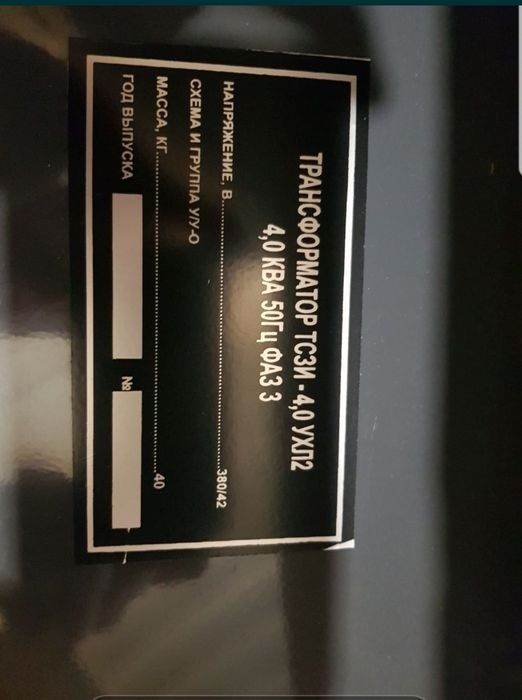 ТРАНСФОРМАТОР ТСЗИ - 4,0 УХЛ2
4,0 КВА 50Гц ФАЗ 3
НАПРЯЖЕНИЕ, В......380/42
СХЕМА И ГРУППА У/У-О
МАССА, КГ......40
ГОД ВЫПУСКА №